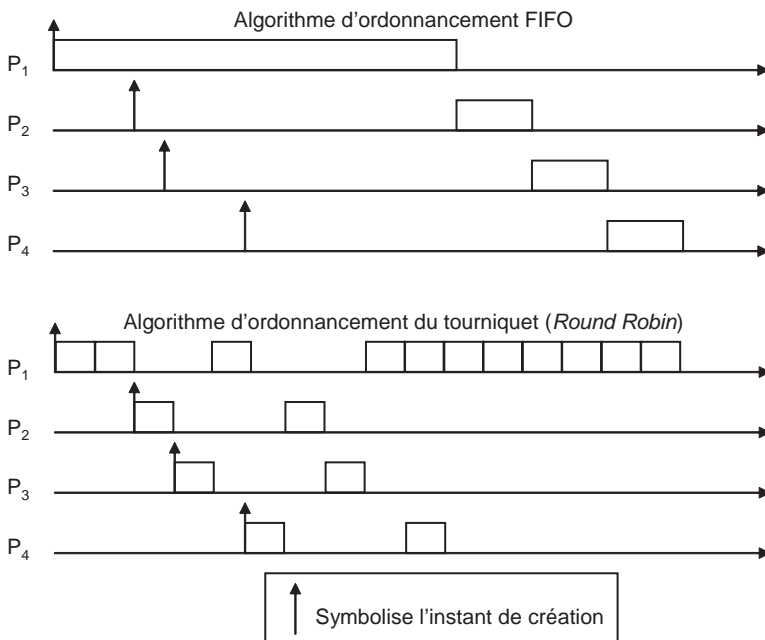 Algorithme d'ordonnancement FIFO
P₁
P₂
P₃
P₄
Algorithme d'ordonnancement du tourniquet (Round Robin)
P₁
P₂
P₃
P₄
Symbolise l'instant de création